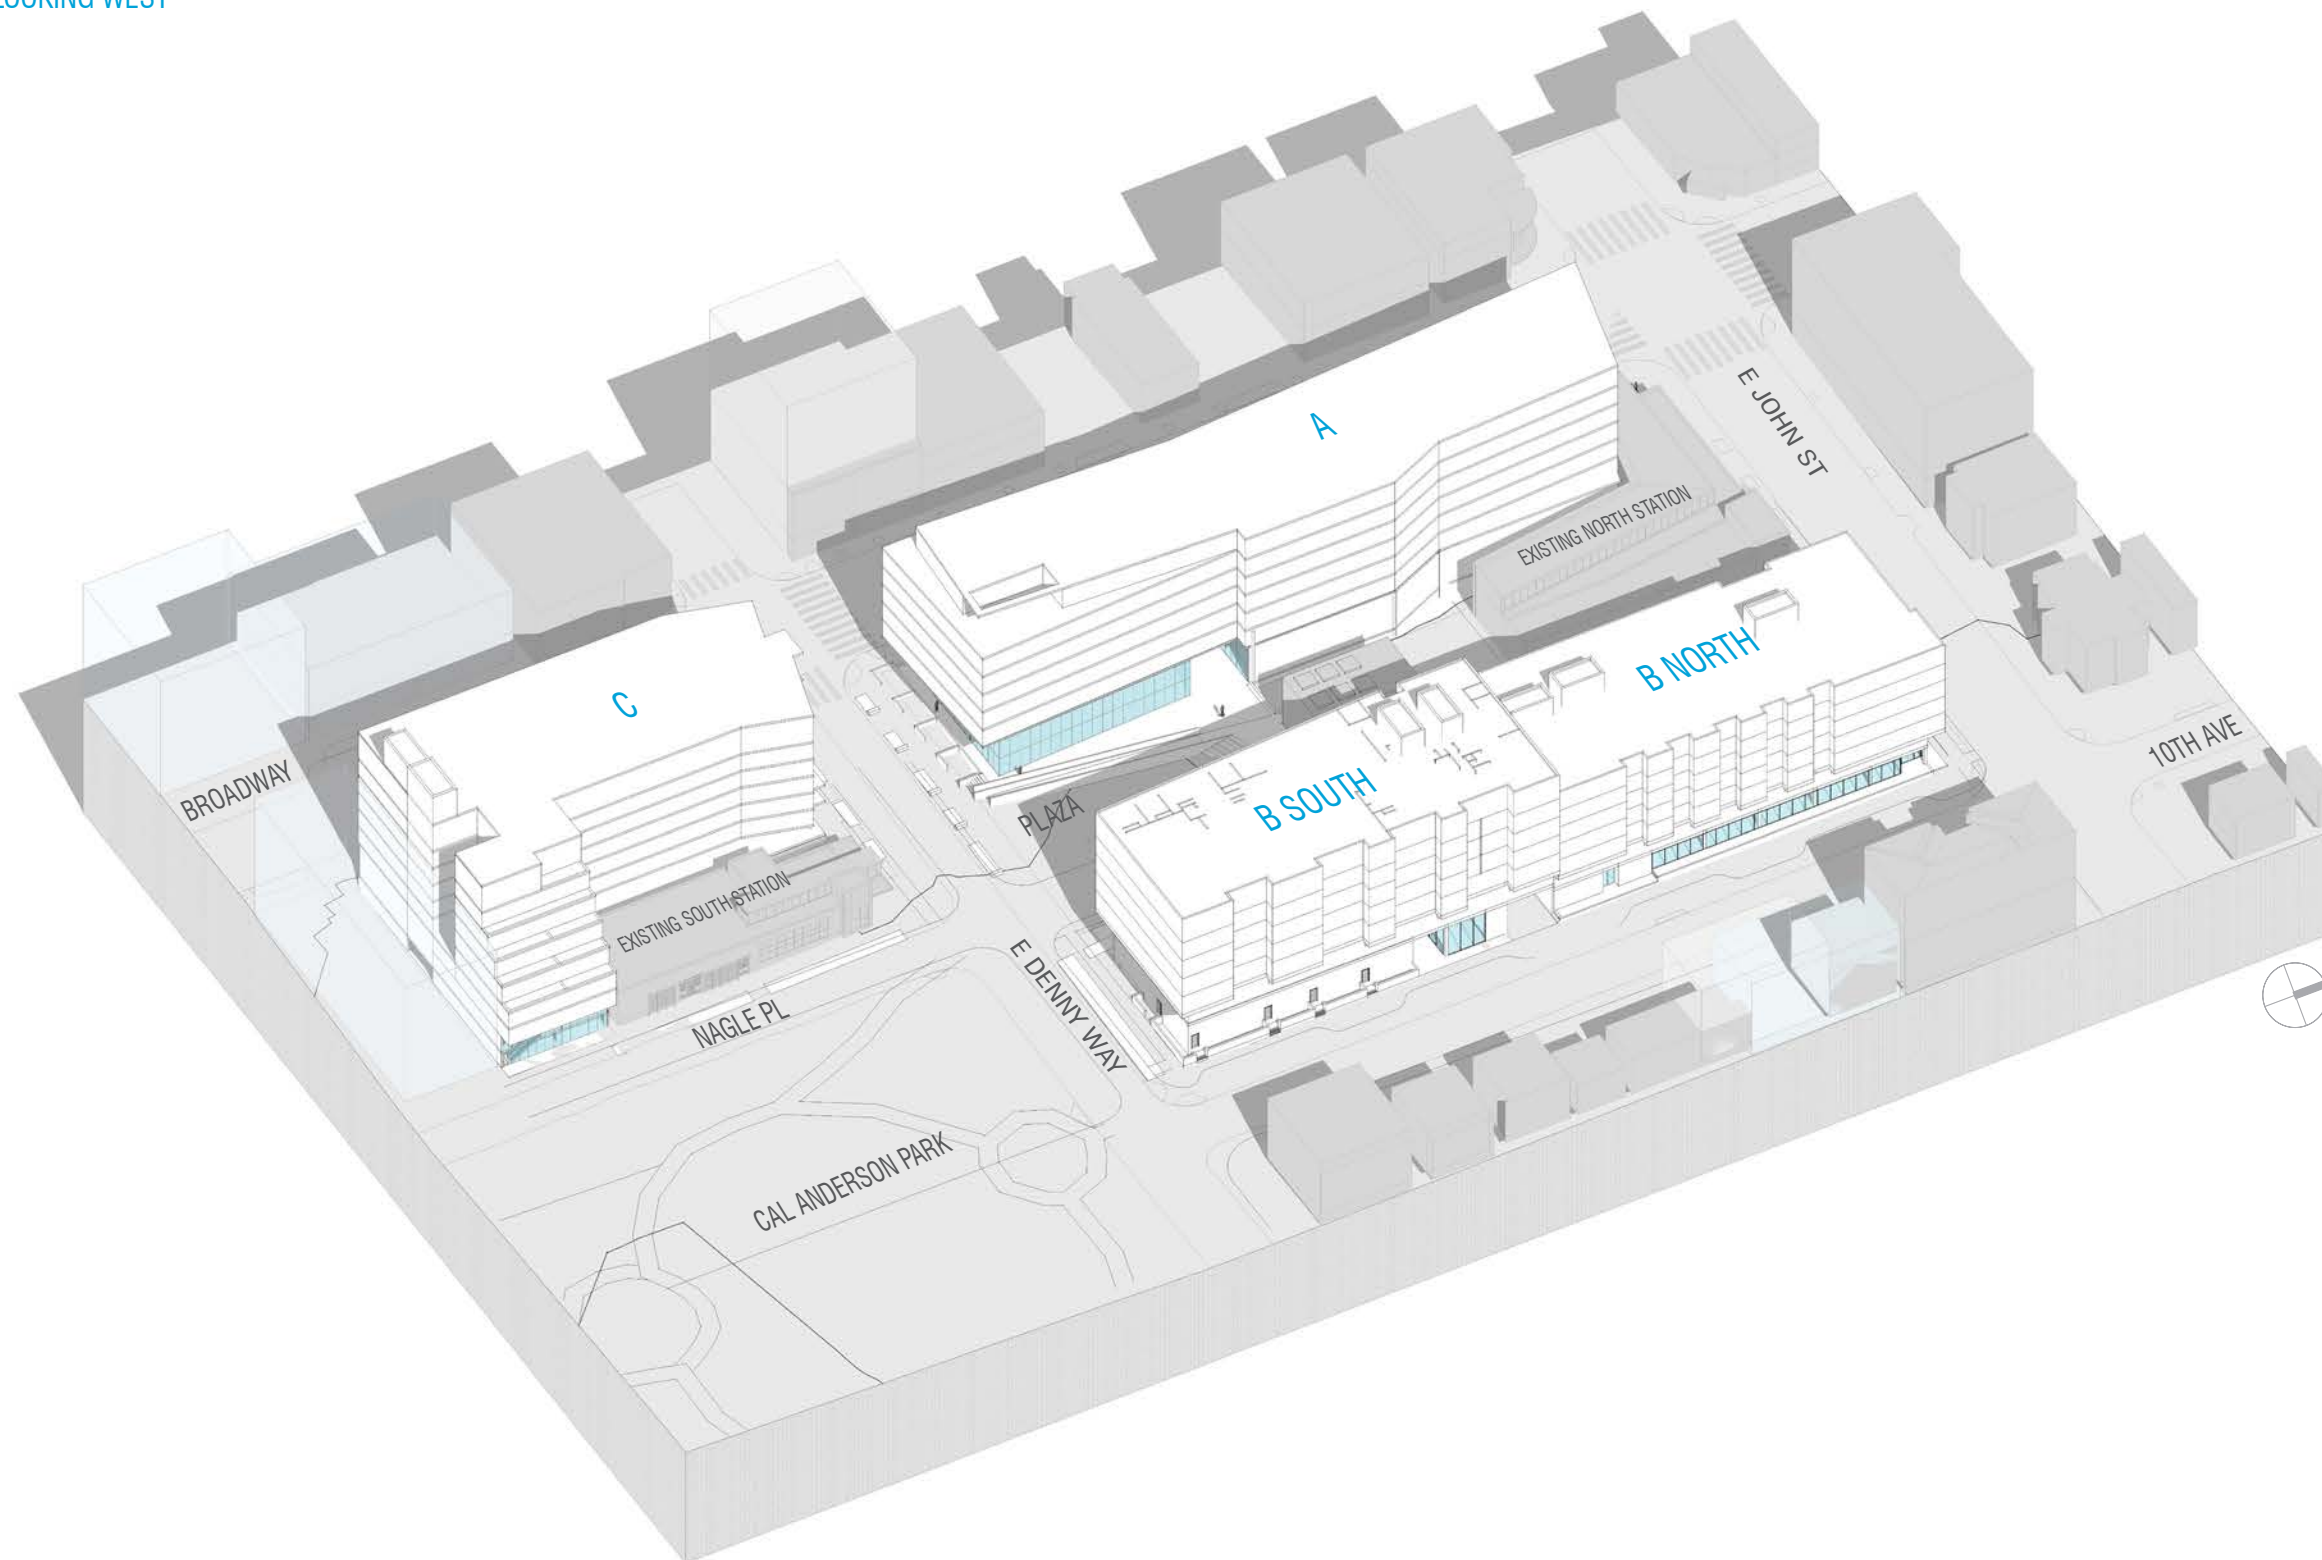 LOOKING WEST
A
E JOHN ST
EXISTING NORTH STATION
B NORTH
C
10TH AVE
BROADWAY
PLAZA
B SOUTH
EXISTING SOUTH STATION
E DENNY WAY
NAGLE PL
CAL ANDERSON PARK